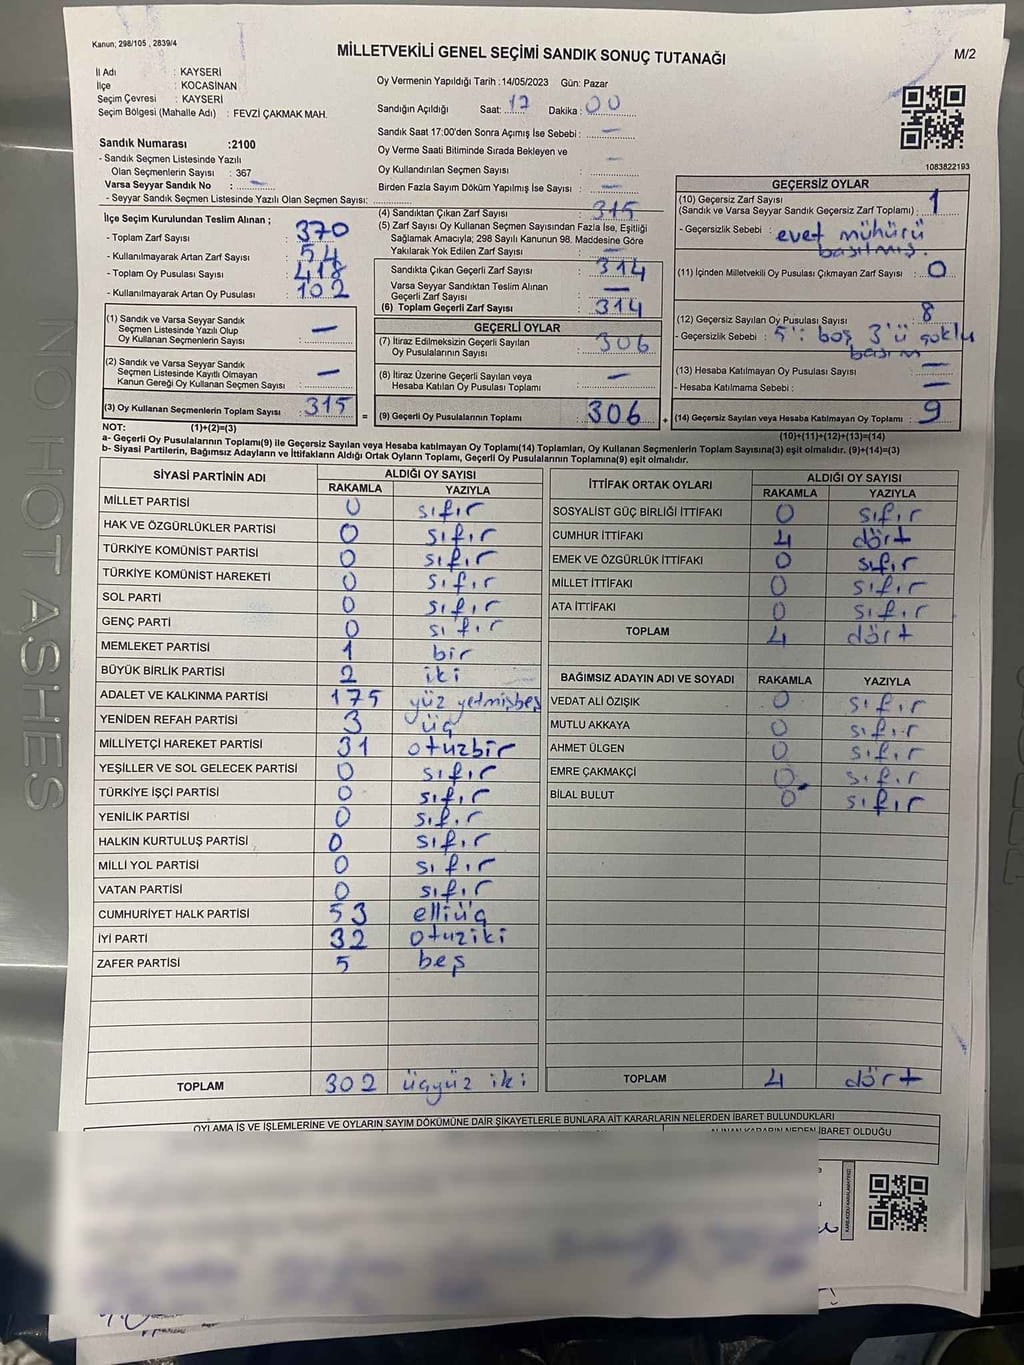 Kanun; 298/105 , 2839/4
MİLLETVEKİLİ GENEL SEÇİMİ SANDIK SONUÇ TUTANAĞI
M/2
İl Adı : KAYSERİ
İlçe : KOCASİNAN
Seçim Çevresi : KAYSERİ
Seçim Bölgesi (Mahalle Adı) : FEVZİ ÇAKMAK MAH.
Sandık Numarası :2100
- Sandık Seçmen Listesinde Yazılı
Olan Seçmenlerin Sayısı : 367
Varsa Seyyar Sandık No : –
- Seyyar Sandık Seçmen Listesinde Yazılı Olan Seçmen Sayısı:
Oy Vermenin Yapıldığı Tarih : 14/05/2023 Gün: Pazar
Sandığın Açıldığı Saat: 17 Dakika: 00
Sandık Saat 17:00'den Sonra Açımış İse Sebebi : –
Oy Verme Saati Bitiminde Sırada Bekleyen ve
Oy Kullandırılan Seçmen Sayısı –
Birden Fazla Sayım Döküm Yapılmış İse Sayısı : –
1083822193
İlçe Seçim Kurulundan Teslim Alınan ;
- Toplam Zarf Sayısı : 370
- Kullanılmayarak Artan Zarf Sayısı : 54
- Toplam Oy Pusulası Sayısı : 418
- Kullanılmayarak Artan Oy Pusulası : 102
(1) Sandık ve Varsa Seyyar Sandık
Seçmen Listesinde Yazılı Olup
Oy Kullanan Seçmenlerin Sayısı –
(2) Sandık ve Varsa Seyyar Sandık
Seçmen Listesinde Kayıtlı Olmayan
Kanun Gereği Oy Kullanan Seçmen Sayısı –
(3) Oy Kullanan Seçmenlerin Toplam Sayısı 315 =
(4) Sandıktan Çıkan Zarf Sayısı : 315
(5) Zarf Sayısı Oy Kullanan Seçmen Sayısından Fazla İse, Eşitliği
Sağlamak Amacıyla; 298 Sayılı Kanunun 98. Maddesine Göre
Yakılarak Yok Edilen Zarf Sayısı –
Sandıkta Çıkan Geçerli Zarf Sayısı : 314
Varsa Seyyar Sandıktan Teslim Alınan
Geçerli Zarf Sayısı –
(6) Toplam Geçerli Zarf Sayısı : 314
GEÇERLİ OYLAR
(7) İtiraz Edilmeksizin Geçerli Sayılan
Oy Pusulalarının Sayısı : 306
(8) İtiraz Üzerine Geçerli Sayılan veya
Hesaba Katılan Oy Pusulası Toplamı –
(9) Geçerli Oy Pusulalarının Toplamı 306 +
GEÇERSİZ OYLAR
(10) Geçersiz Zarf Sayısı
(Sandık ve Varsa Seyyar Sandık Geçersiz Zarf Toplamı) : 1
- Geçersizlik Sebebi : evet mühürü
basılmış.
(11) İçinden Milletvekili Oy Pusulası Çıkmayan Zarf Sayısı : 0
(12) Geçersiz Sayılan Oy Pusulası Sayısı : 8
- Geçersizlik Sebebi : 5': boş 3'ü çoklu
basım
(13) Hesaba Katılmayan Oy Pusulası Sayısı : –
- Hesaba Katılmama Sebebi : –
(14) Geçersiz Sayılan veya Hesaba Katılmayan Oy Toplamı : 9
NOT: (1)+(2)=(3)
(10)+(11)+(12)+(13)=(14)
a- Geçerli Oy Pusulalarının Toplamı(9) ile Geçersiz Sayılan veya Hesaba katılmayan Oy Toplamı(14) Toplamları, Oy Kullanan Seçmenlerin Toplam Sayısına(3) eşit olmalıdır. (9)+(14)=(3)
b- Siyasi Partilerin, Bağımsız Adayların ve İttifakların Aldığı Ortak Oyların Toplamı, Geçerli Oy Pusulalarının Toplamına(9) eşit olmalıdır.
SİYASİ PARTİNİN ADI ALDIĞI OY SAYISI
RAKAMLA YAZIYLA
MİLLET PARTİSİ 0 sıfır
HAK VE ÖZGÜRLÜKLER PARTİSİ 0 sıfır
TÜRKİYE KOMÜNİST PARTİSİ 0 sıfır
TÜRKİYE KOMÜNİST HAREKETİ 0 sıfır
SOL PARTİ 0 sıfır
GENÇ PARTİ 0 sıfır
MEMLEKET PARTİSİ 1 bir
BÜYÜK BİRLİK PARTİSİ 2 iki
ADALET VE KALKINMA PARTİSİ 175 yüz yetmişbeş
YENİDEN REFAH PARTİSİ 3 üç
MİLLİYETÇİ HAREKET PARTİSİ 31 otuzbir
YEŞİLLER VE SOL GELECEK PARTİSİ 0 sıfır
TÜRKİYE İŞÇİ PARTİSİ 0 sıfır
YENİLİK PARTİSİ 0 sıfır
HALKIN KURTULUŞ PARTİSİ 0 sıfır
MİLLİ YOL PARTİSİ 0 sıfır
VATAN PARTİSİ 0 sıfır
CUMHURİYET HALK PARTİSİ 53 elliüç
İYİ PARTİ 32 otuziki
ZAFER PARTİSİ 5 beş
TOPLAM 302 üçyüz iki
İTTİFAK ORTAK OYLARI ALDIĞI OY SAYISI
RAKAMLA YAZIYLA
SOSYALİST GÜÇ BİRLİĞİ İTTİFAKI 0 sıfır
CUMHUR İTTİFAKI 4 dört
EMEK VE ÖZGÜRLÜK İTTİFAKI 0 sıfır
MİLLET İTTİFAKI 0 sıfır
ATA İTTİFAKI 0 sıfır
TOPLAM 4 dört
BAĞIMSIZ ADAYIN ADI VE SOYADI RAKAMLA YAZIYLA
VEDAT ALİ ÖZIŞIK 0 sıfır
MUTLU AKKAYA 0 sıfır
AHMET ÜLGEN 0 sıfır
EMRE ÇAKMAKÇİ 0 sıfır
BİLAL BULUT 0 sıfır
TOPLAM 4 dört
OYLAMA İŞ VE İŞLEMLERİNE VE OYLARIN SAYIM DÖKÜMÜNE DAİR ŞİKAYETLERLE BUNLARA AİT KARARLARIN NELERDEN İBARET BULUNDUKLARI
ALINAN KARARIN NEDEN İBARET OLDUĞU
NO HOT ASHES